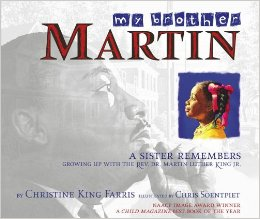 my brother
MARTIN
A SISTER REMEMBERS
GROWING UP WITH THE REV. DR. MARTIN LUTHER KING JR.
BY CHRISTINE KING FARRIS ILLUSTRATED BY CHRIS SOENTPIET
NAACP IMAGE AWARD WINNER
A CHILD MAGAZINE BEST BOOK OF THE YEAR